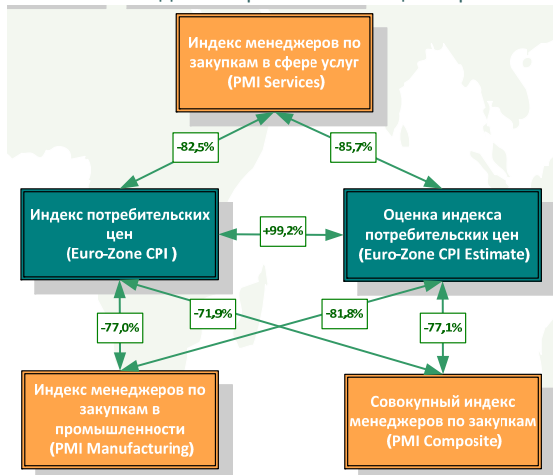 Индекс менеджеров по
закупкам в сфере услуг
(PMI Services)
-82,5%
-85,7%
Индекс потребительских
цен
(Euro-Zone CPI )
+99,2%
Оценка индекса
потребительских цен
(Euro-Zone CPI Estimate)
-77,0%
-71,9%
-81,8%
-77,1%
Индекс менеджеров по
закупкам в
промышленности
(PMI Manufacturing)
Совокупный индекс
менеджеров по закупкам
(PMI Composite)